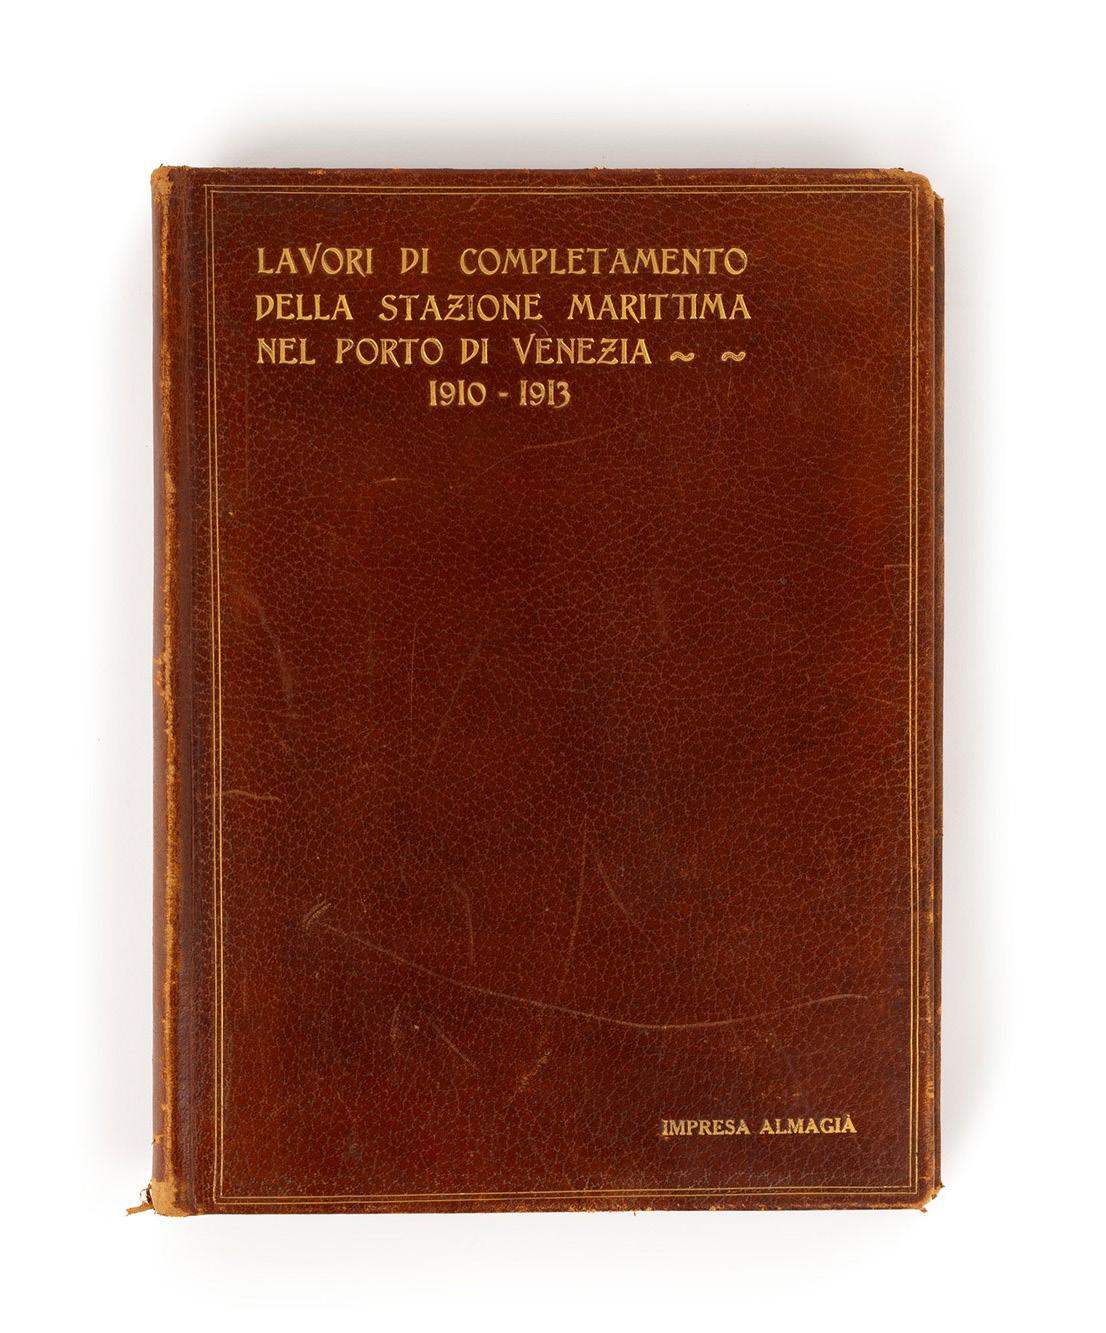 LAVORI DI COMPLETAMENTO
DELLA STAZIONE MARITTIMA
NEL PORTO DI VENEZIA ~ ~
1910 - 1913
IMPRESA ALMAGIÀ